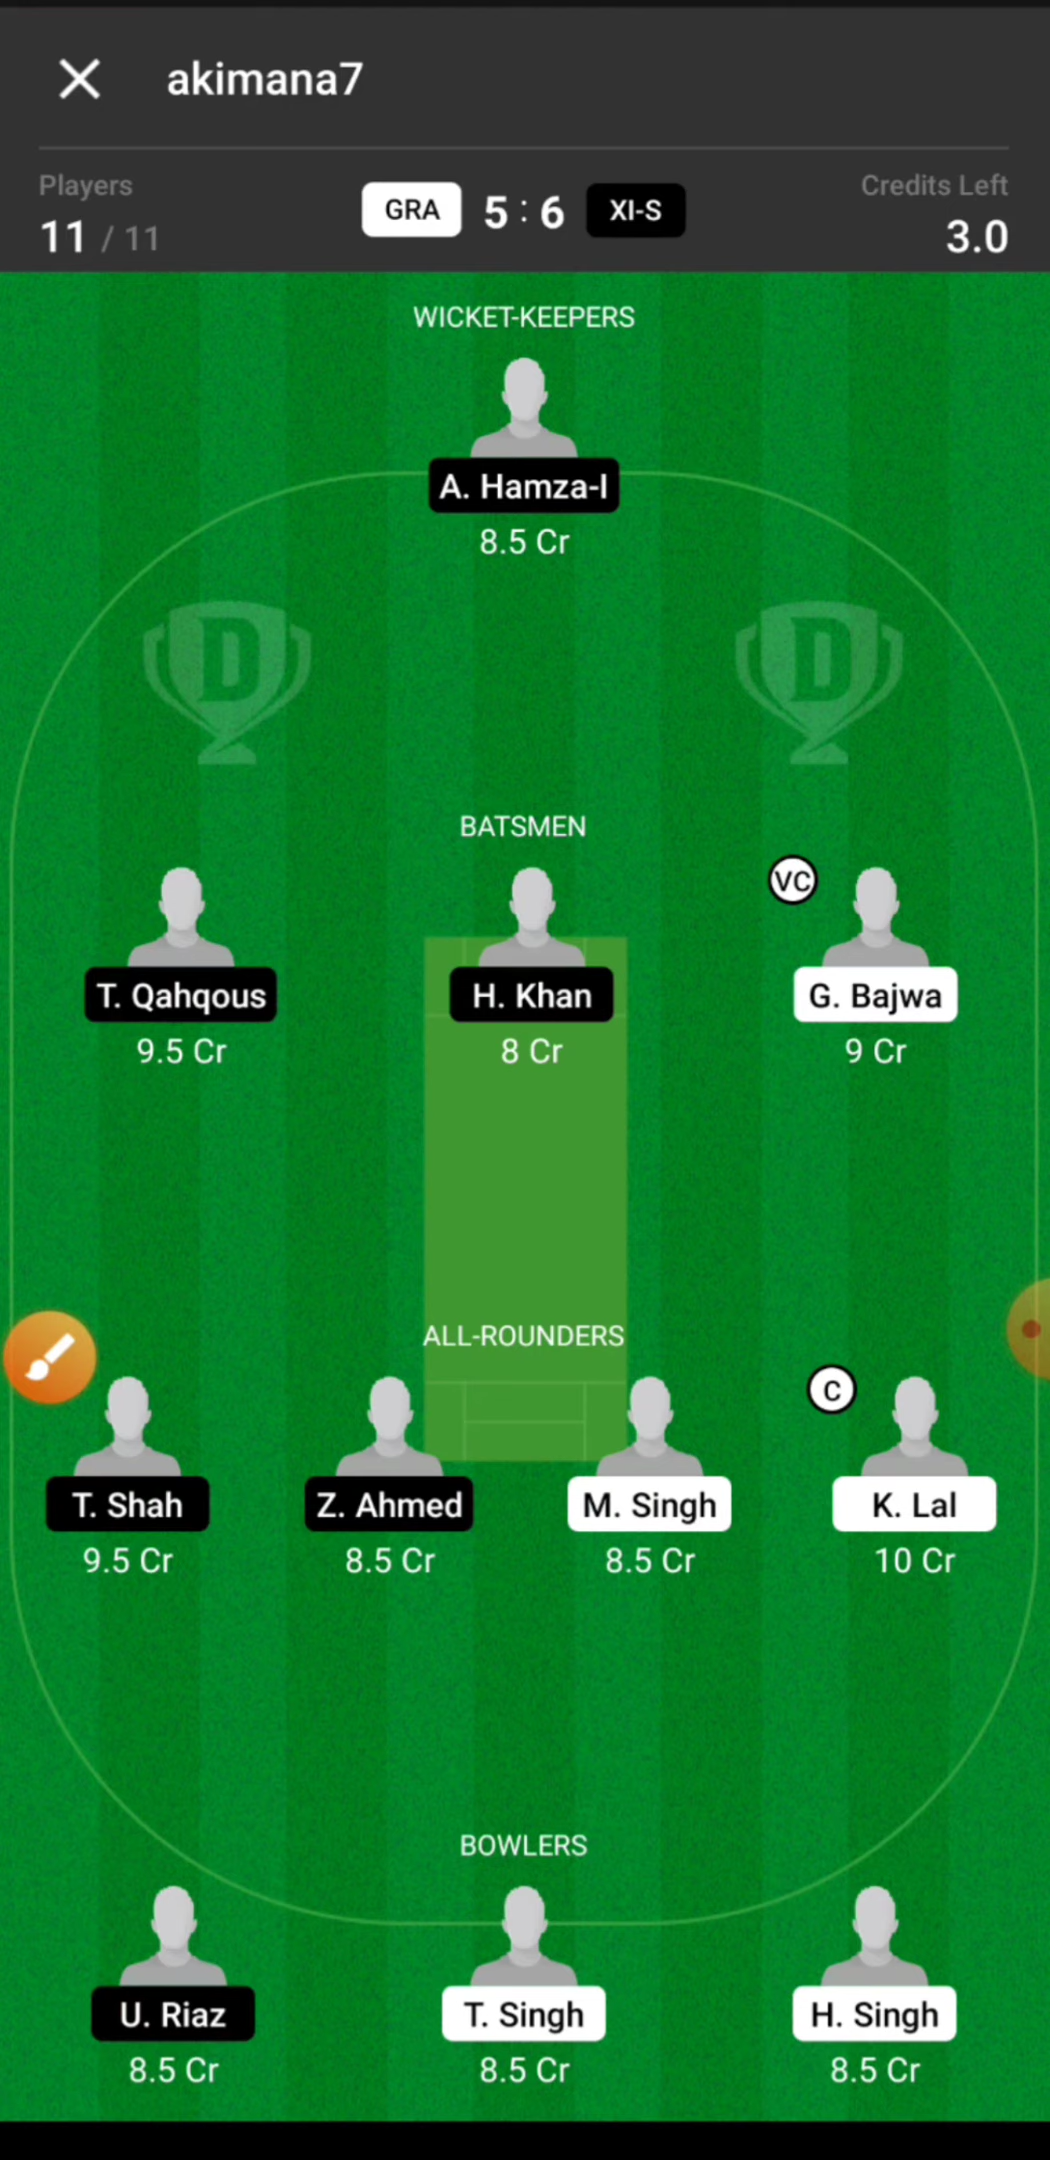 akimana7
Players
Credits Left
11 / 11
GRA 5 : 6 XI-S
3.0
WICKET-KEEPERS
A. Hamza-I
8.5 Cr
D D
BATSMEN
VC
T. Qahqous H. Khan G. Bajwa
9.5 Cr 8 Cr 9 Cr
ALL-ROUNDERS
C
T. Shah Z. Ahmed M. Singh K. Lal
9.5 Cr 8.5 Cr 8.5 Cr 10 Cr
BOWLERS
U. Riaz T. Singh H. Singh
8.5 Cr 8.5 Cr 8.5 Cr